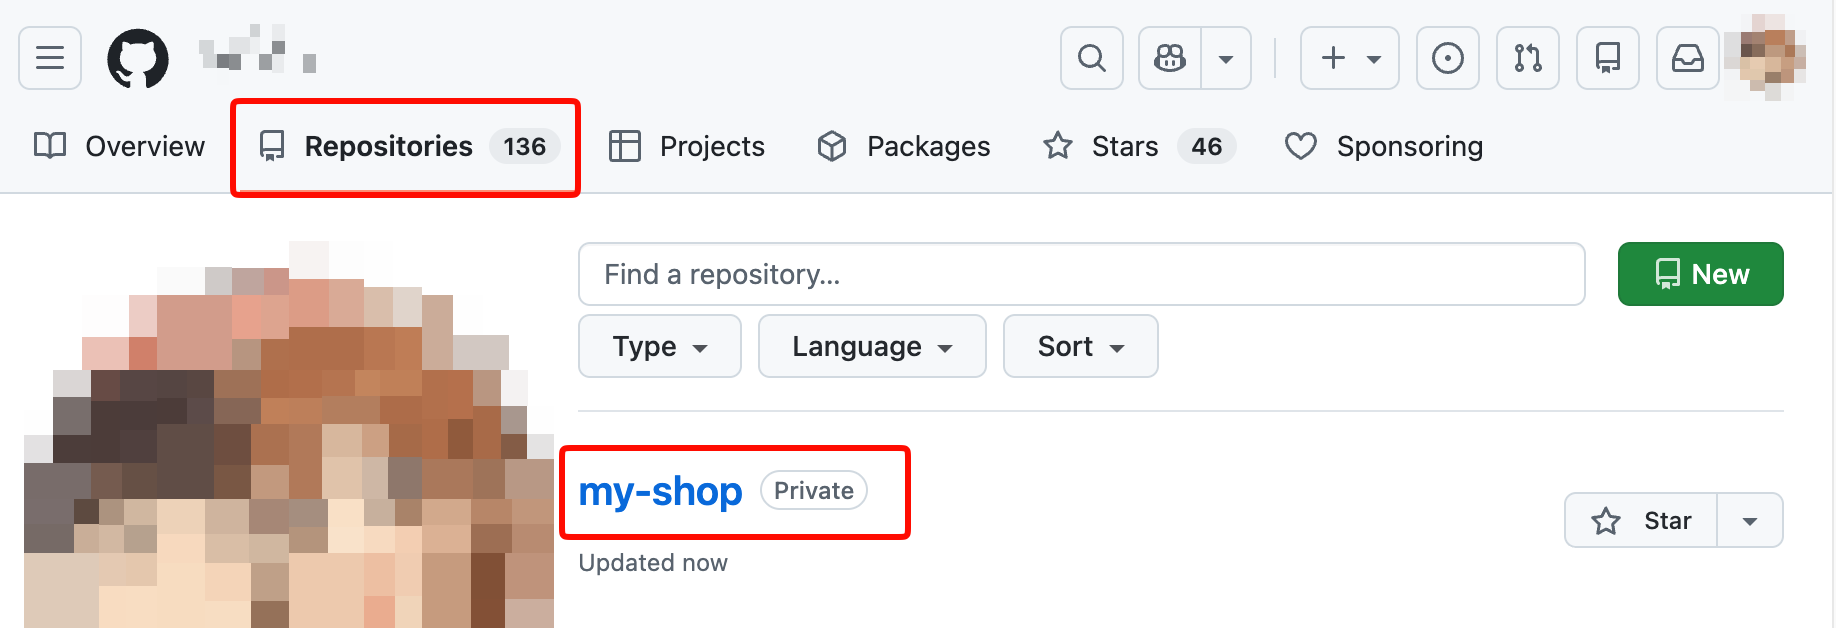 Overview Repositories 136 Projects Packages Stars 46 Sponsoring
Find a repository... New
Type Language Sort
my-shop Private
Star
Updated now